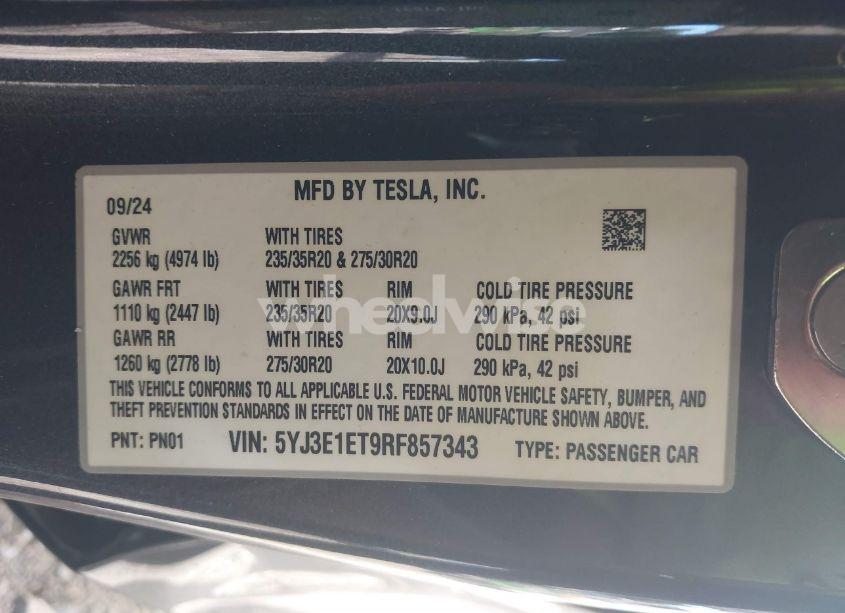 TESLA, INC.
MFD BY TESLA, INC.
09/24
GVWR WITH TIRES
2256 kg (4974 lb) 235/35R20 & 275/30R20
GAWR FRT WITH TIRES RIM COLD TIRE PRESSURE
1110 kg (2447 lb) 235/35R20 20X9.0J 290 kPa, 42 psi
GAWR RR WITH TIRES RIM COLD TIRE PRESSURE
1260 kg (2778 lb) 275/30R20 20X10.0J 290 kPa, 42 psi
THIS VEHICLE CONFORMS TO ALL APPLICABLE U.S. FEDERAL MOTOR VEHICLE SAFETY, BUMPER, AND
THEFT PREVENTION STANDARDS IN EFFECT ON THE DATE OF MANUFACTURE SHOWN ABOVE.
PNT: PN01 VIN: 5YJ3E1ET9RF857343 TYPE: PASSENGER CAR
wheelwise